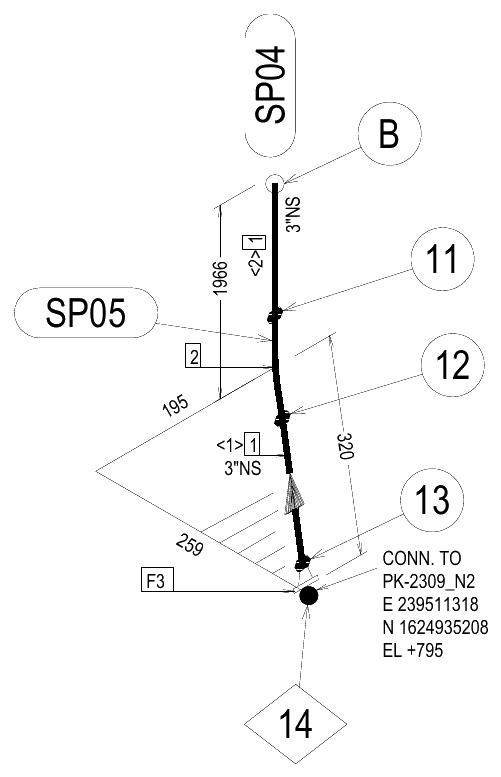 SP04
B
3"NS
<2> 1
1966
11
SP05
2
12
195
320
<1> 1
3"NS
13
259
CONN. TO
PK-2309_N2
E 239511318
N 1624935208
EL +795
F3
14